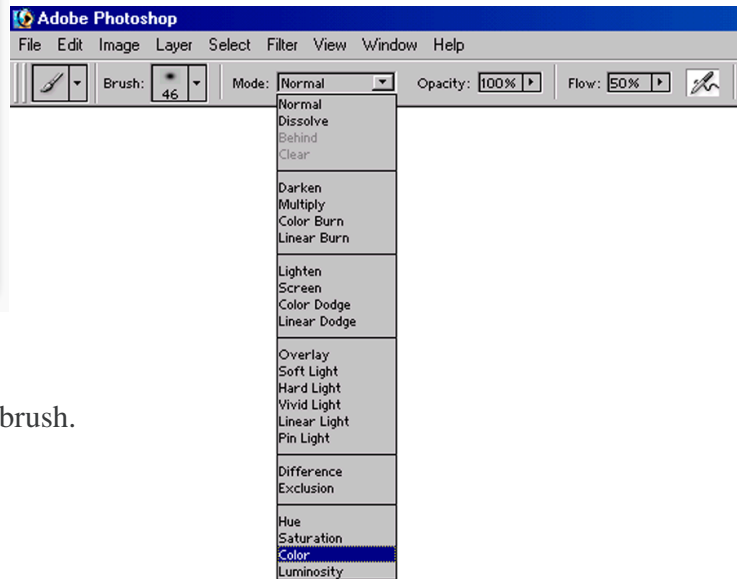 Adobe Photoshop
File Edit Image Layer Select Filter View Window Help
Brush: 46 Mode: Normal Opacity: 100% Flow: 50%
Normal
Dissolve
Behind
Clear
Darken
Multiply
Color Burn
Linear Burn
Lighten
Screen
Color Dodge
Linear Dodge
Overlay
Soft Light
Hard Light
Vivid Light
Linear Light
Pin Light
brush.
Difference
Exclusion
Hue
Saturation
Color
Luminosity